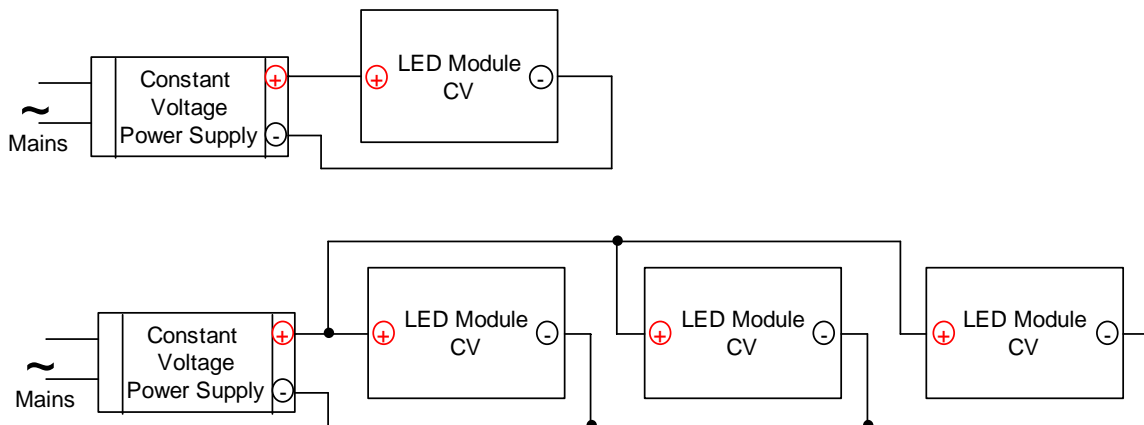 Constant
Voltage
Power Supply
+
-
~
Mains
+
LED Module
CV
-
Constant
Voltage
Power Supply
+
-
~
Mains
+
LED Module
CV
-
+
LED Module
CV
-
+
LED Module
CV
-